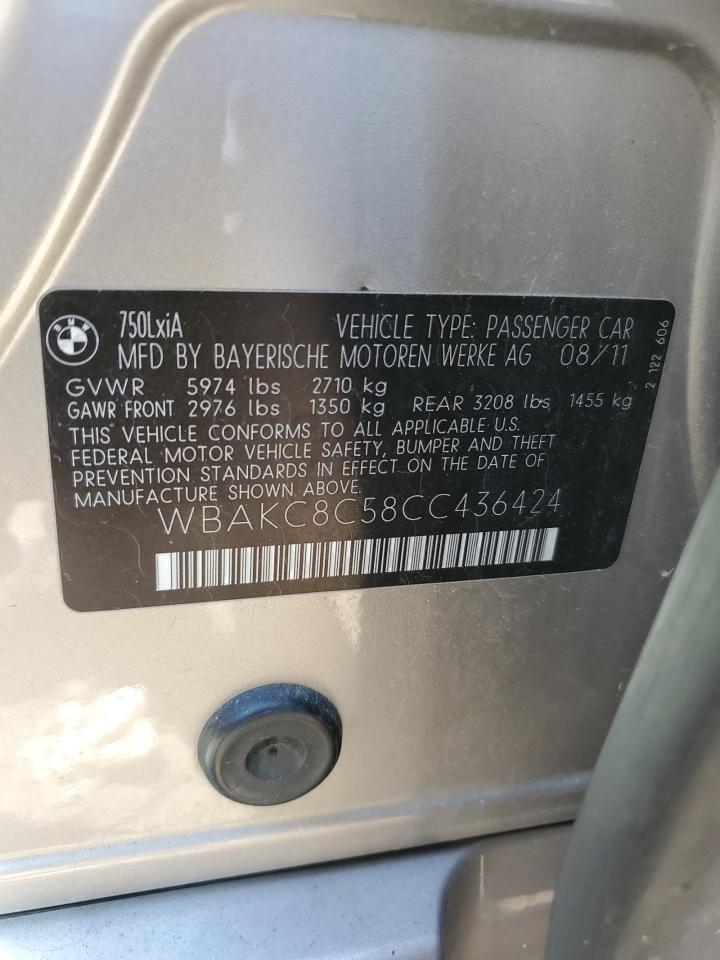 BMW
750LxiA VEHICLE TYPE: PASSENGER CAR
MFD BY BAYERISCHE MOTOREN WERKE AG 08/11
GVWR 5974 lbs 2710 kg
GAWR FRONT 2976 lbs 1350 kg REAR 3208 lbs 1455 kg
THIS VEHICLE CONFORMS TO ALL APPLICABLE U.S.
FEDERAL MOTOR VEHICLE SAFETY, BUMPER AND THEFT
PREVENTION STANDARDS IN EFFECT ON THE DATE OF
MANUFACTURE SHOWN ABOVE.
WBAKC8C58CC436424
2 122 606